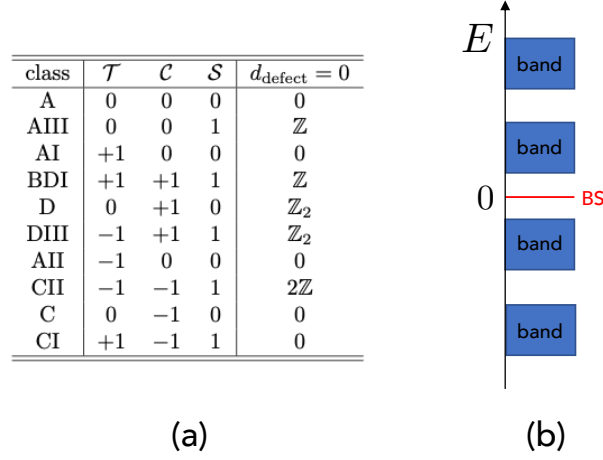 class 𝒯 𝒞 𝒮 d_defect = 0
A 0 0 0 0
AIII 0 0 1 ℤ
AI +1 0 0 0
BDI +1 +1 1 ℤ
D 0 +1 0 ℤ₂
DIII −1 +1 1 ℤ₂
AII −1 0 0 0
CII −1 −1 1 2ℤ
C 0 −1 0 0
CI +1 −1 1 0
(a)
E
band
band
0
BS
band
band
(b)